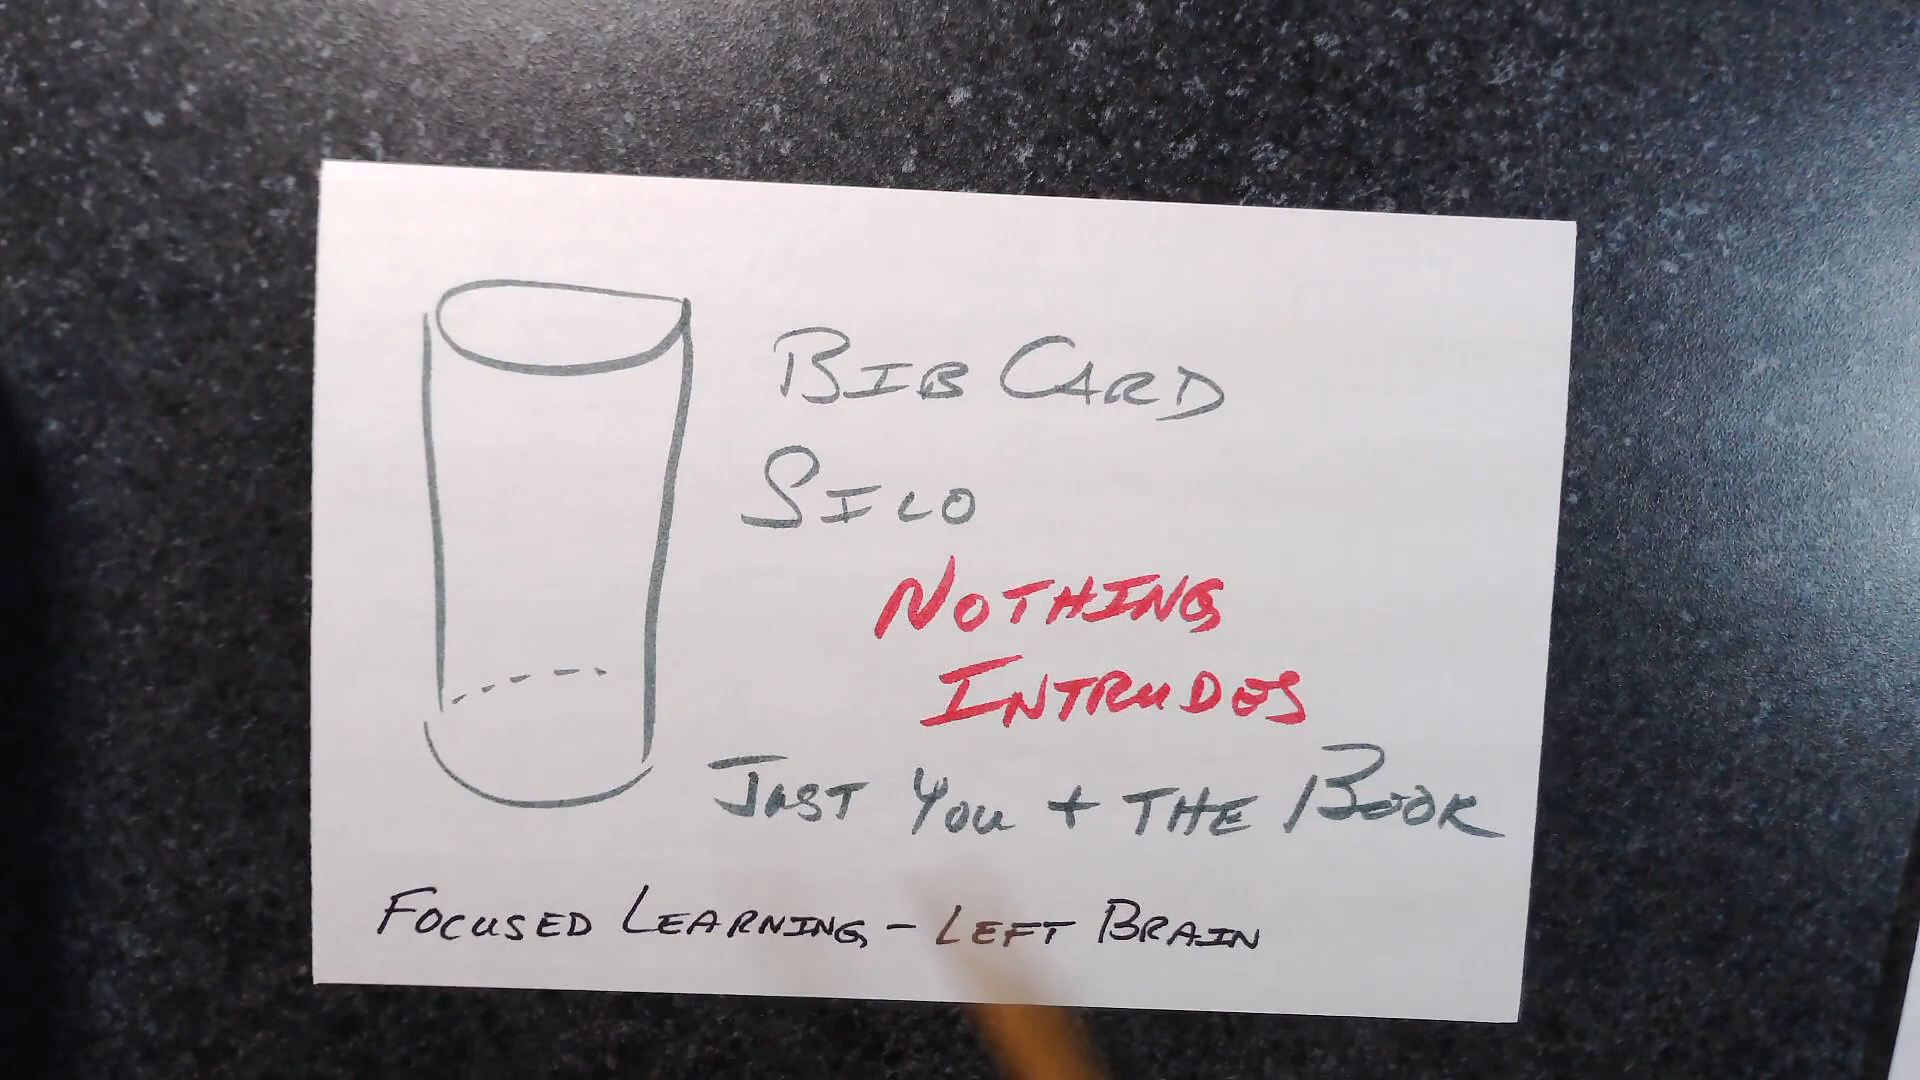 BIB CARD
SILO
NOTHING
INTRUDES
JUST YOU + THE BOOK
FOCUSED LEARNING - LEFT BRAIN